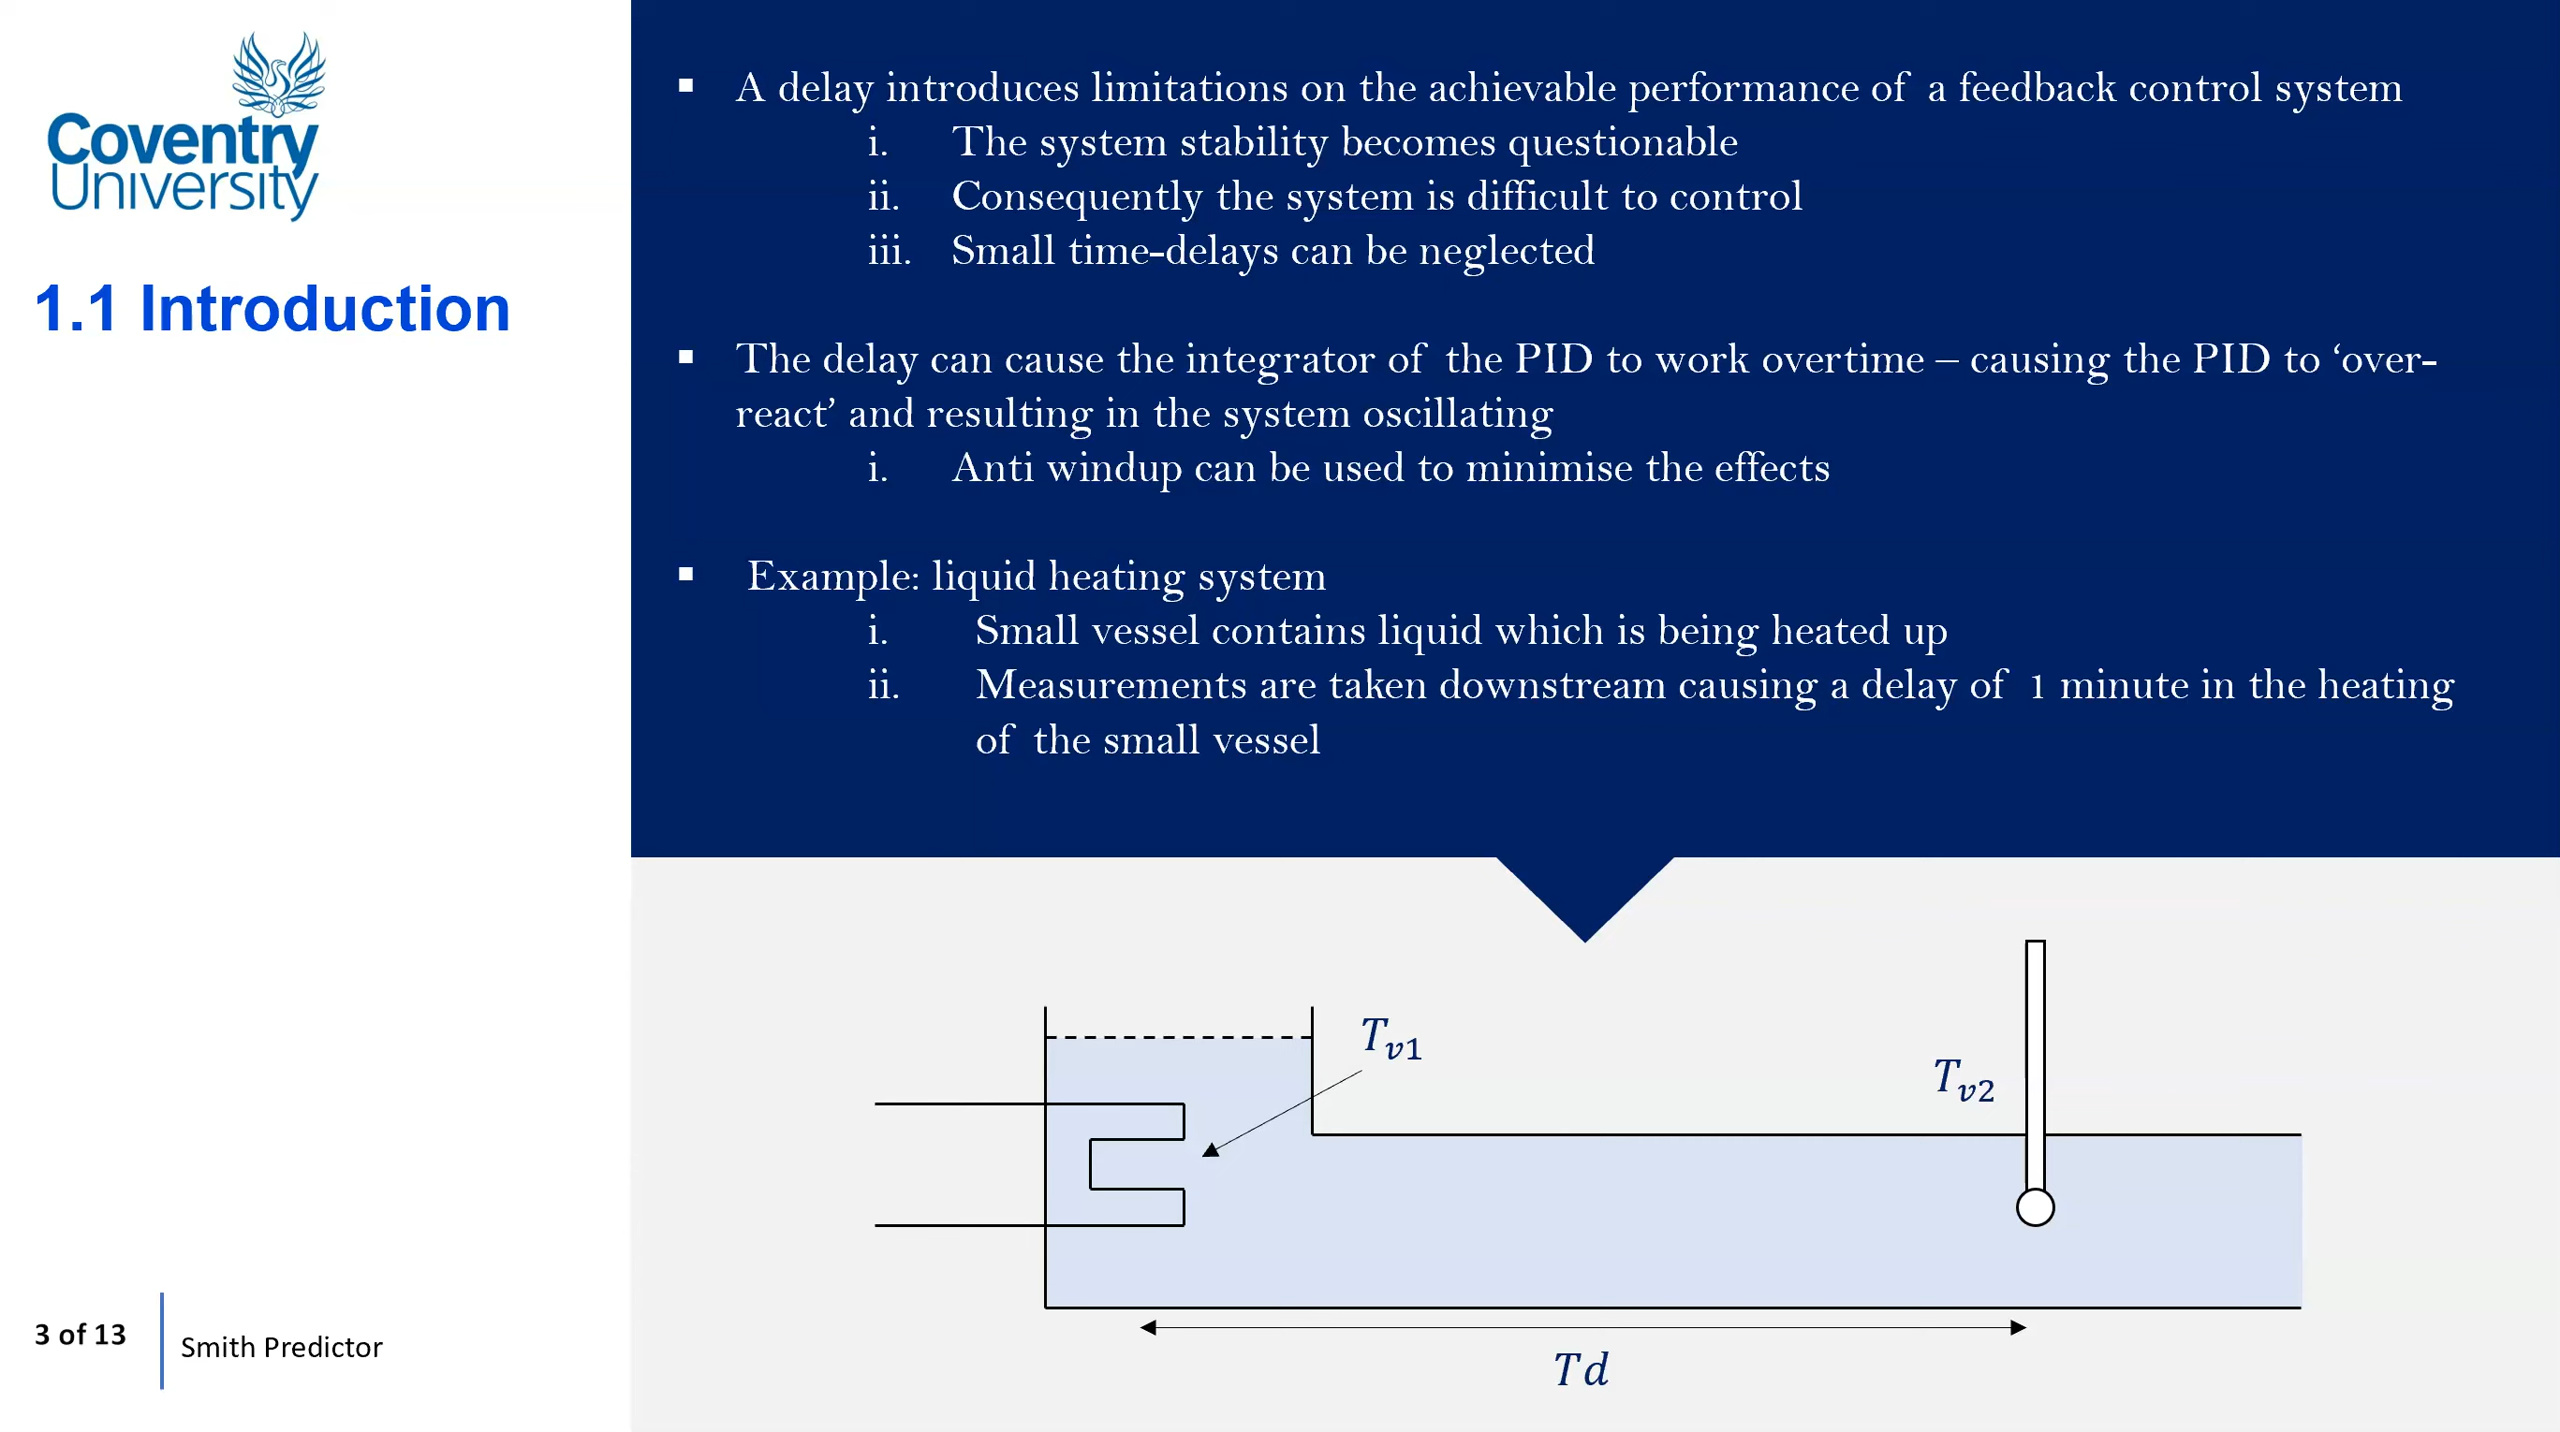 Coventry
University
1.1 Introduction
▪ A delay introduces limitations on the achievable performance of a feedback control system
i. The system stability becomes questionable
ii. Consequently the system is difficult to control
iii. Small time-delays can be neglected
▪ The delay can cause the integrator of the PID to work overtime – causing the PID to ‘over-
react’ and resulting in the system oscillating
i. Anti windup can be used to minimise the effects
▪ Example: liquid heating system
i. Small vessel contains liquid which is being heated up
ii. Measurements are taken downstream causing a delay of 1 minute in the heating
of the small vessel
T_{v1}
T_{v2}
Td
3 of 13
Smith Predictor